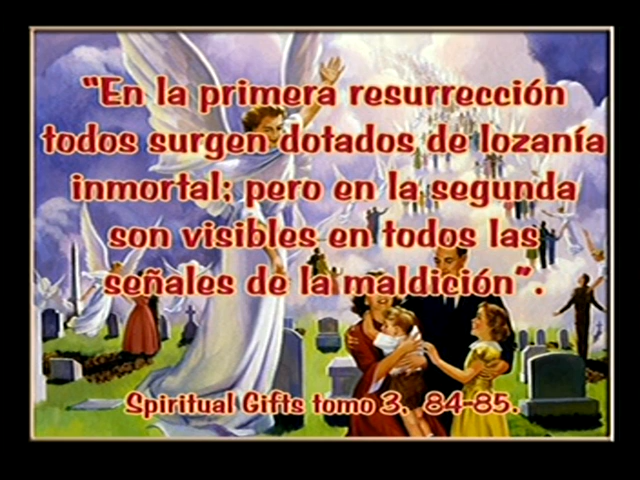 “En la primera resurrección
todos surgen dotados de lozanía
inmortal; pero en la segunda
son visibles en todos las
señales de la maldición”.
Spiritual Gifts tomo 3, 84-85.